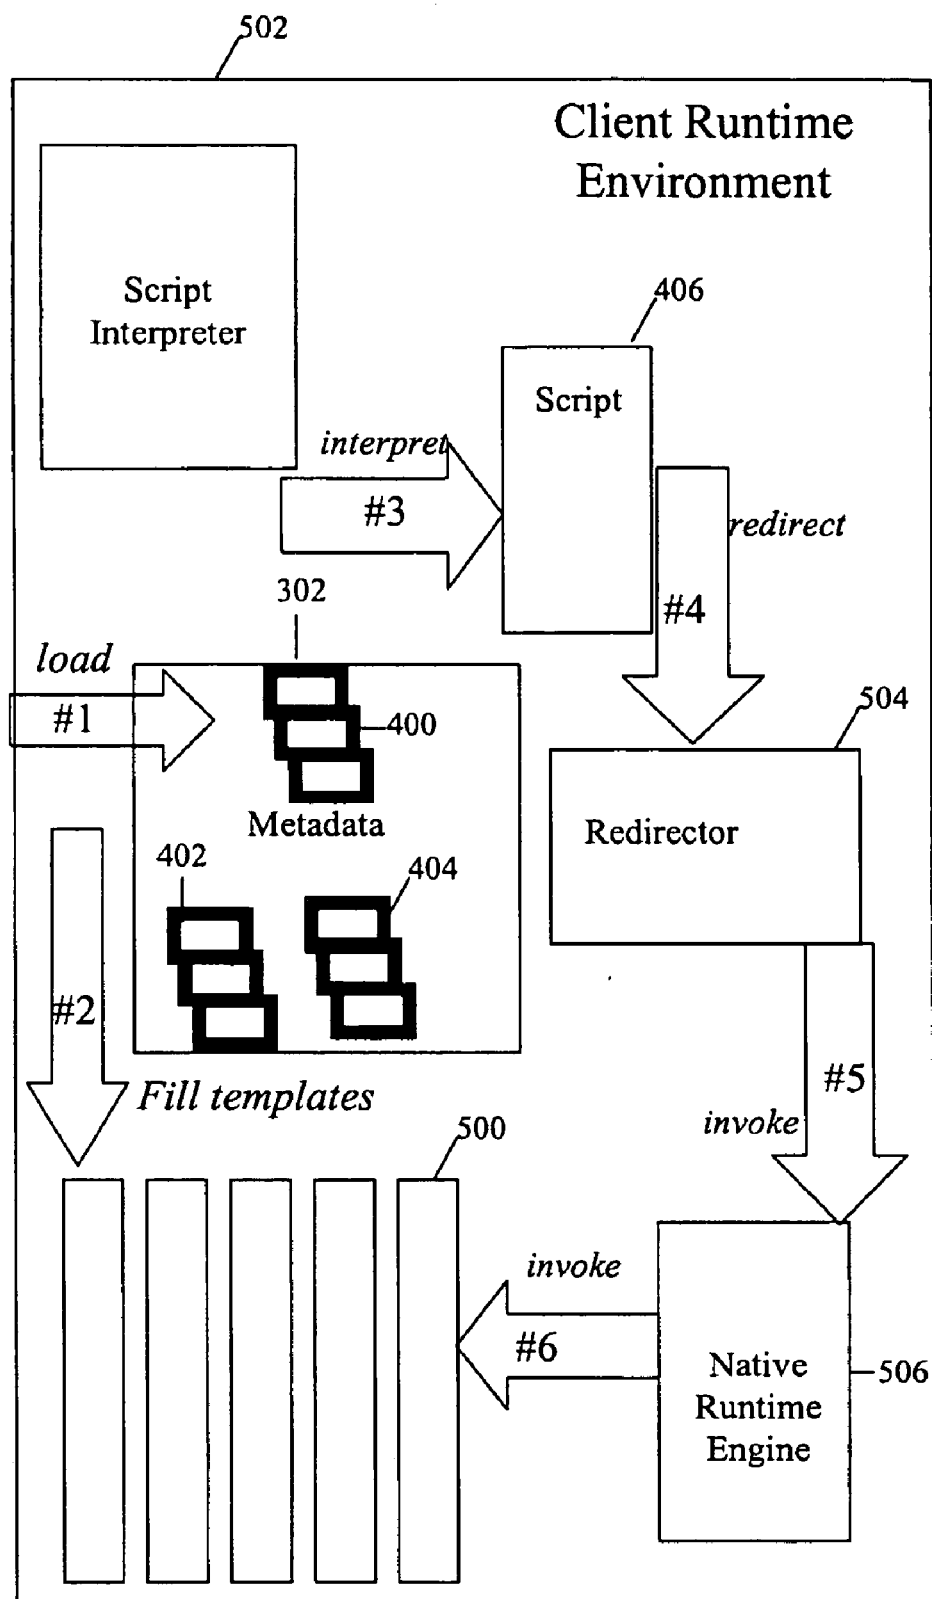 502
Client Runtime
Environment
Script
Interpreter
406
Script
interpret
#3
redirect
#4
302
load
#1
400
Metadata
504
Redirector
402
404
#2
Fill templates
#5
invoke
500
invoke
#6
Native
Runtime
Engine
506